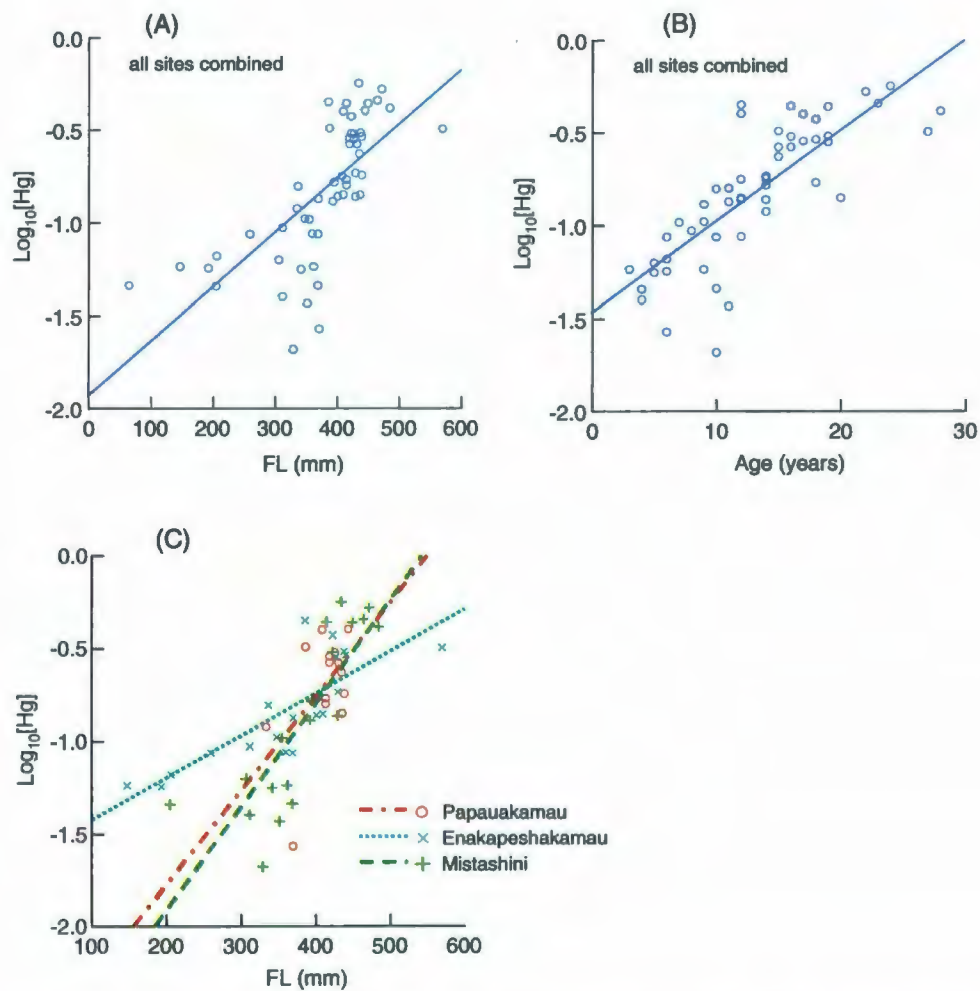 (A)
all sites combined
0.0
-0.5
-1.0
-1.5
-2.0
Log10[Hg]
0 100 200 300 400 500 600
FL (mm)
(B)
all sites combined
0.0
-0.5
-1.0
-1.5
-2.0
Log10[Hg]
0 10 20 30
Age (years)
(C)
0.0
-0.5
-1.0
-1.5
-2.0
Log10[Hg]
Papauakamau
Enakapeshakamau
Mistashini
100 200 300 400 500 600
FL (mm)